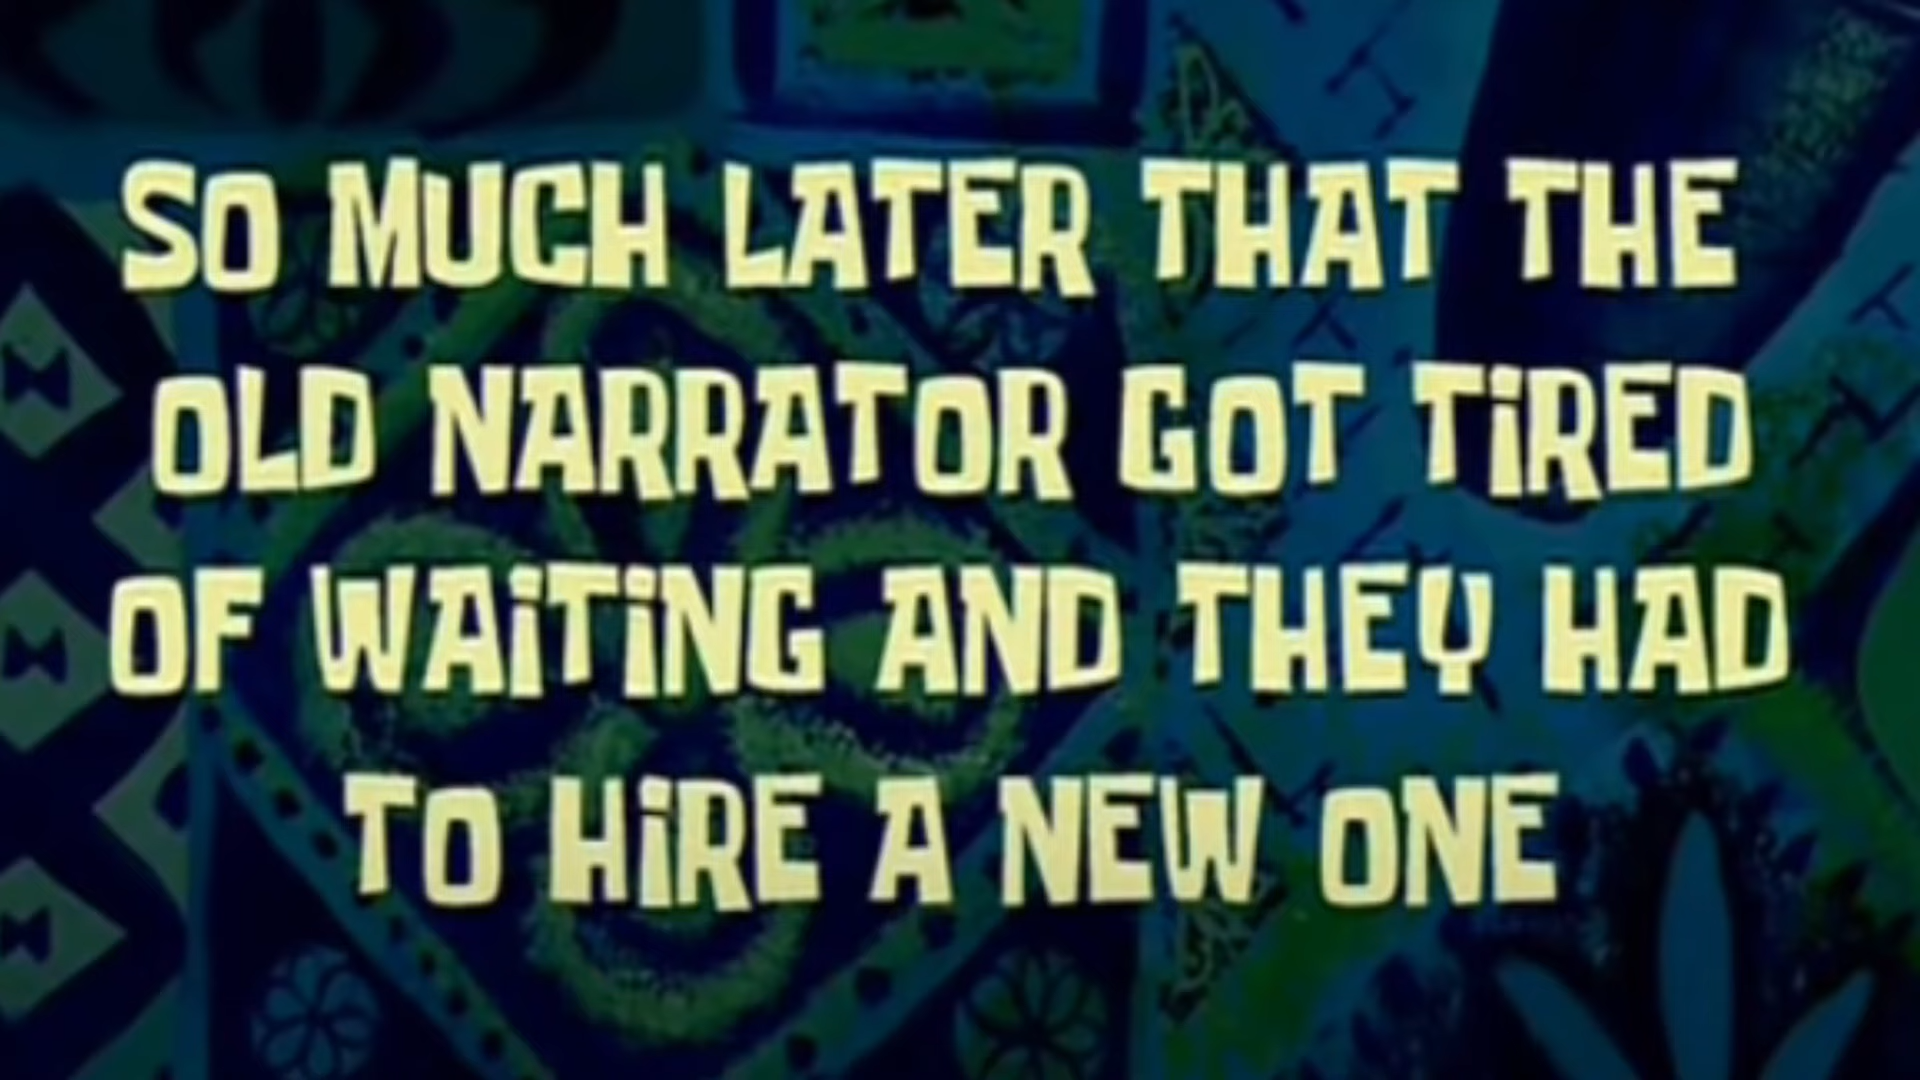 SO MUCH LATER THAT THE
OLD NARRATOR GOT TiRED
OF WAiTiNG AND THEY HAD
TO HiRE A NEW ONE